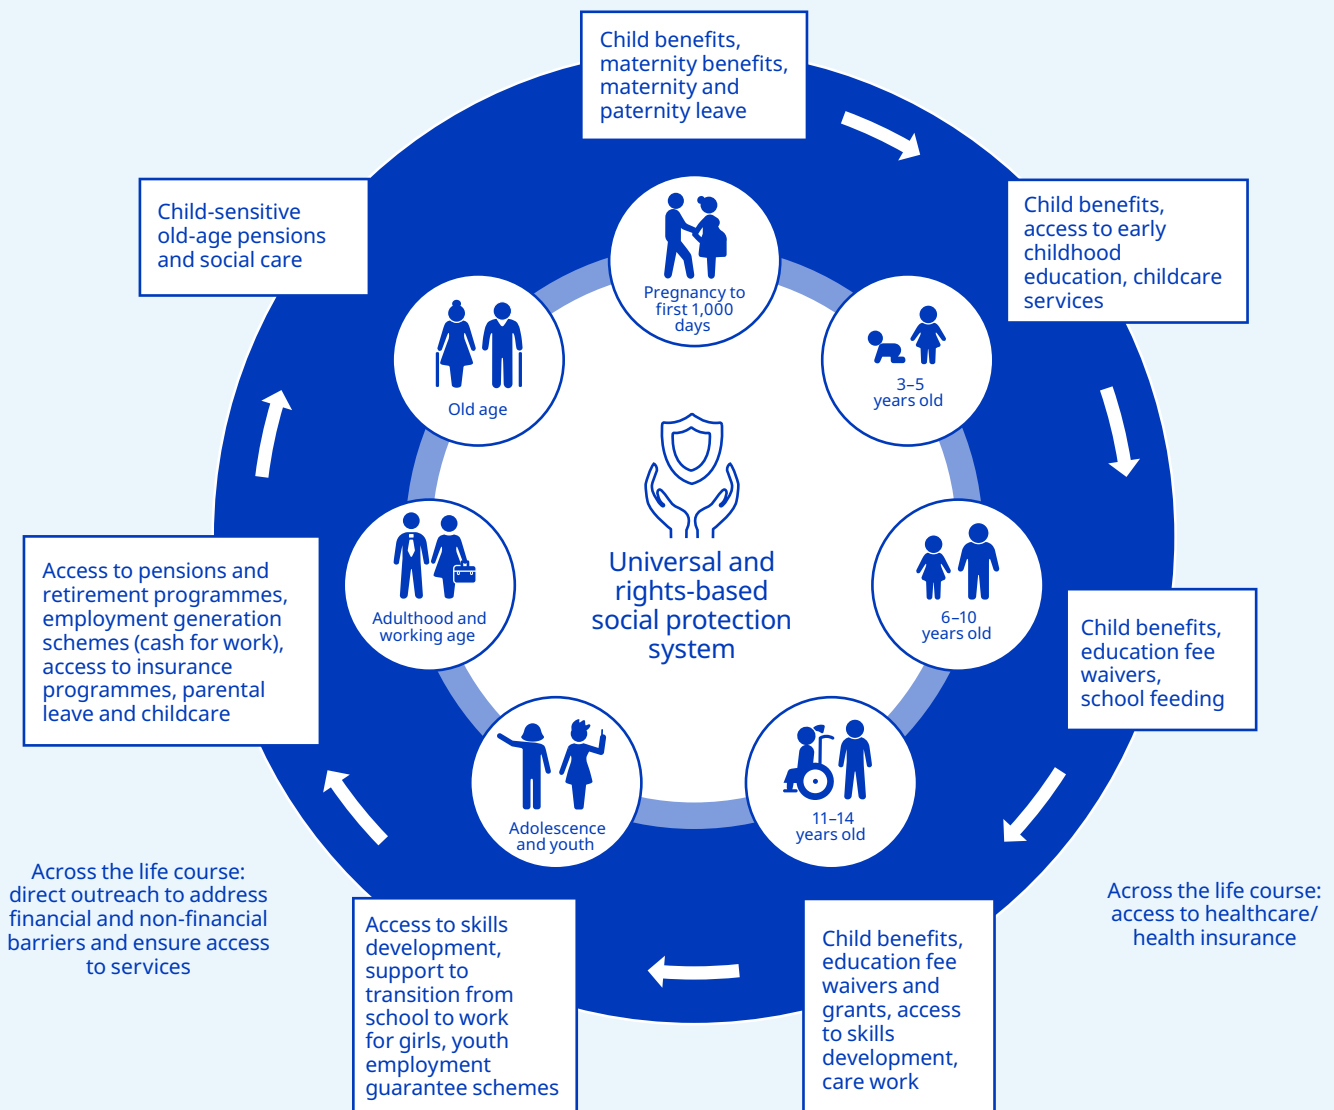 Child benefits,
maternity benefits,
maternity and
paternity leave
Child-sensitive
old-age pensions
and social care
Child benefits,
access to early
childhood
education, childcare
services
Pregnancy to
first 1,000
days
Old age
3–5
years old
Universal and
rights-based
social protection
system
Adulthood and
working age
6–10
years old
Access to pensions and
retirement programmes,
employment generation
schemes (cash for work),
access to insurance
programmes, parental
leave and childcare
Child benefits,
education fee
waivers,
school feeding
Adolescence
and youth
11–14
years old
Across the life course:
direct outreach to address
financial and non-financial
barriers and ensure access
to services
Across the life course:
access to healthcare/
health insurance
Access to skills
development,
support to
transition from
school to work
for girls, youth
employment
guarantee schemes
Child benefits,
education fee
waivers and
grants, access
to skills
development,
care work